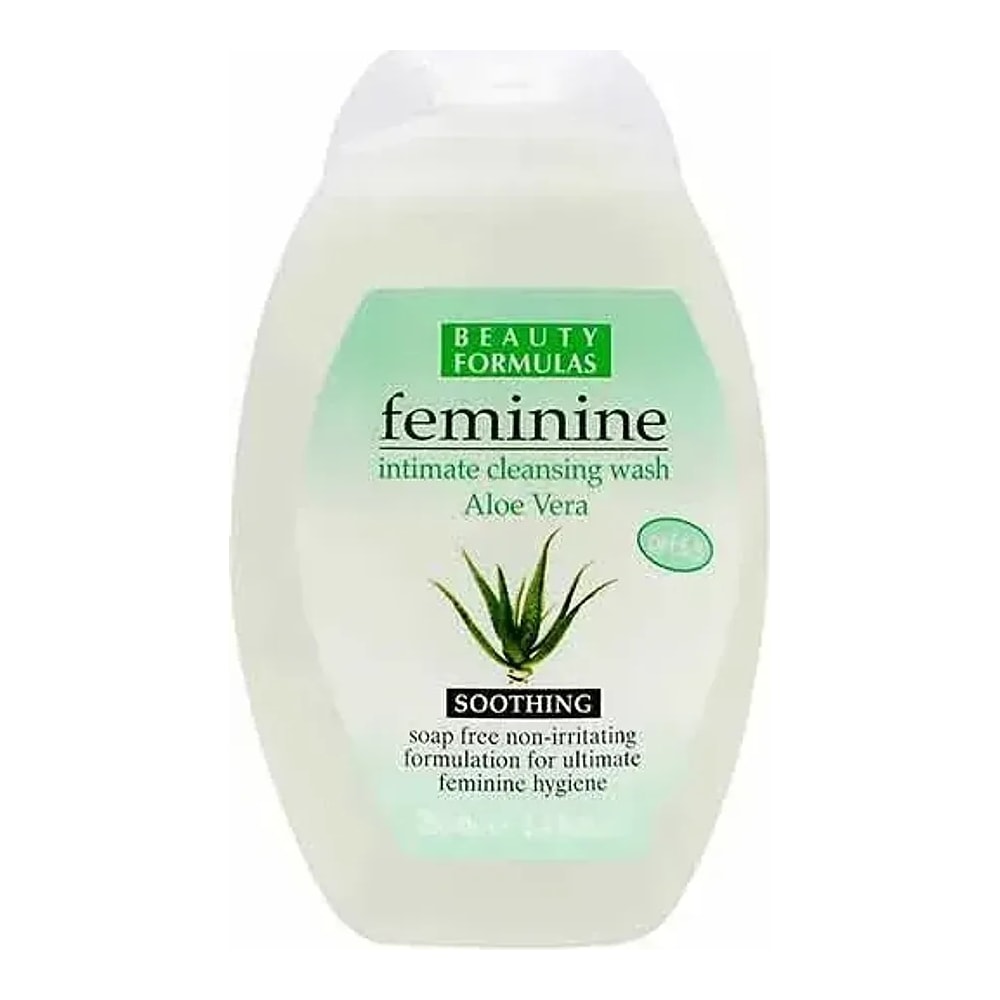 BEAUTY
FORMULAS
feminine
intimate cleansing wash
Aloe Vera
SOOTHING
soap free non-irritating
formulation for ultimate
feminine hygiene